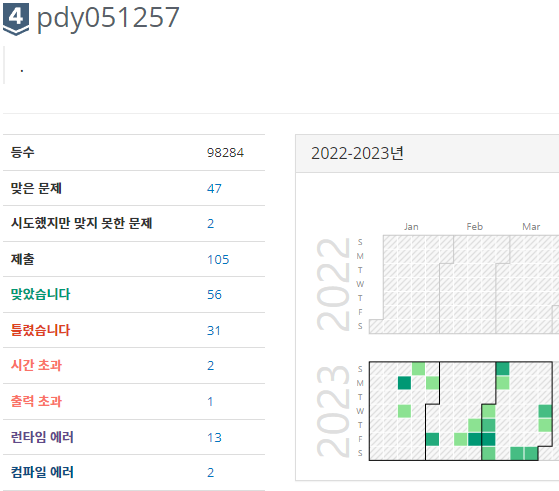 4 pdy051257
.
등수 98284
맞은 문제 47
시도했지만 맞지 못한 문제 2
제출 105
맞았습니다 56
틀렸습니다 31
시간 초과 2
출력 초과 1
런타임 에러 13
컴파일 에러 2
2022-2023년
Jan Feb Mar
2022
S
M
T
W
T
F
S
2023
S
M
T
W
T
F
S